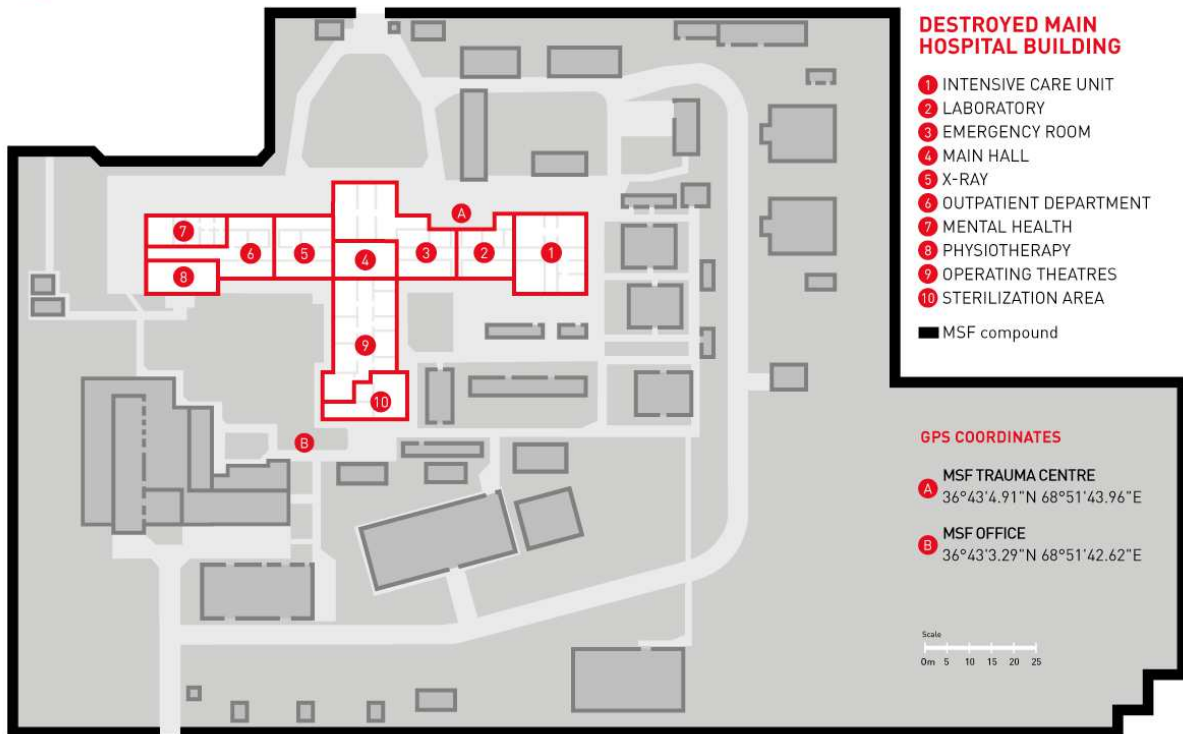 DESTROYED MAIN
HOSPITAL BUILDING
1 INTENSIVE CARE UNIT
2 LABORATORY
3 EMERGENCY ROOM
4 MAIN HALL
5 X-RAY
6 OUTPATIENT DEPARTMENT
7 MENTAL HEALTH
8 PHYSIOTHERAPY
9 OPERATING THEATRES
10 STERILIZATION AREA
MSF compound
A
7 6 5 4 3 2 1
8
9
10
B
GPS COORDINATES
A MSF TRAUMA CENTRE
36°43'4.91"N 68°51'43.96"E
B MSF OFFICE
36°43'3.29"N 68°51'42.62"E
Scale
0m 5 10 15 20 25